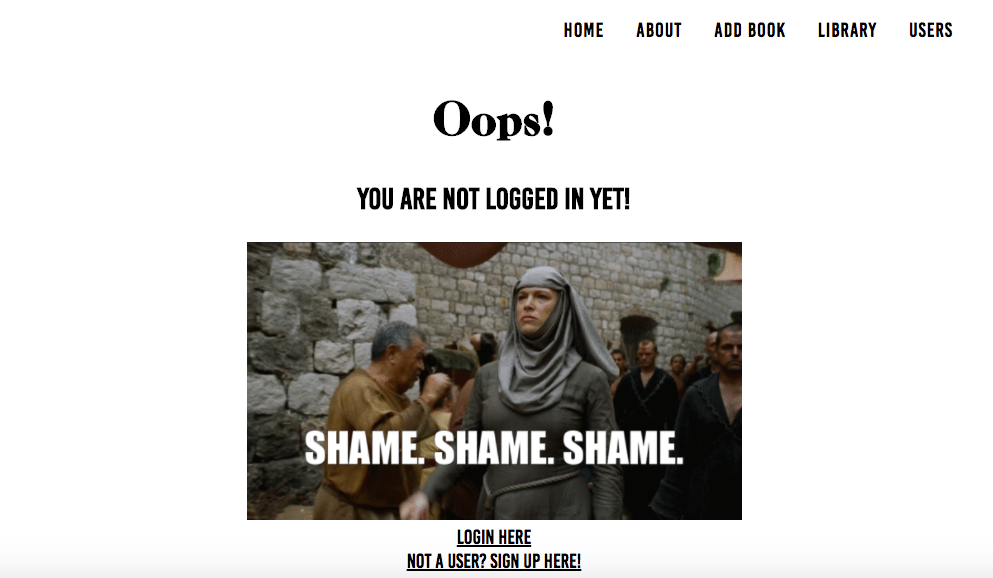 HOME ABOUT ADD BOOK LIBRARY USERS
Oops!
YOU ARE NOT LOGGED IN YET!
SHAME. SHAME. SHAME.
LOGIN HERE
NOT A USER? SIGN UP HERE!